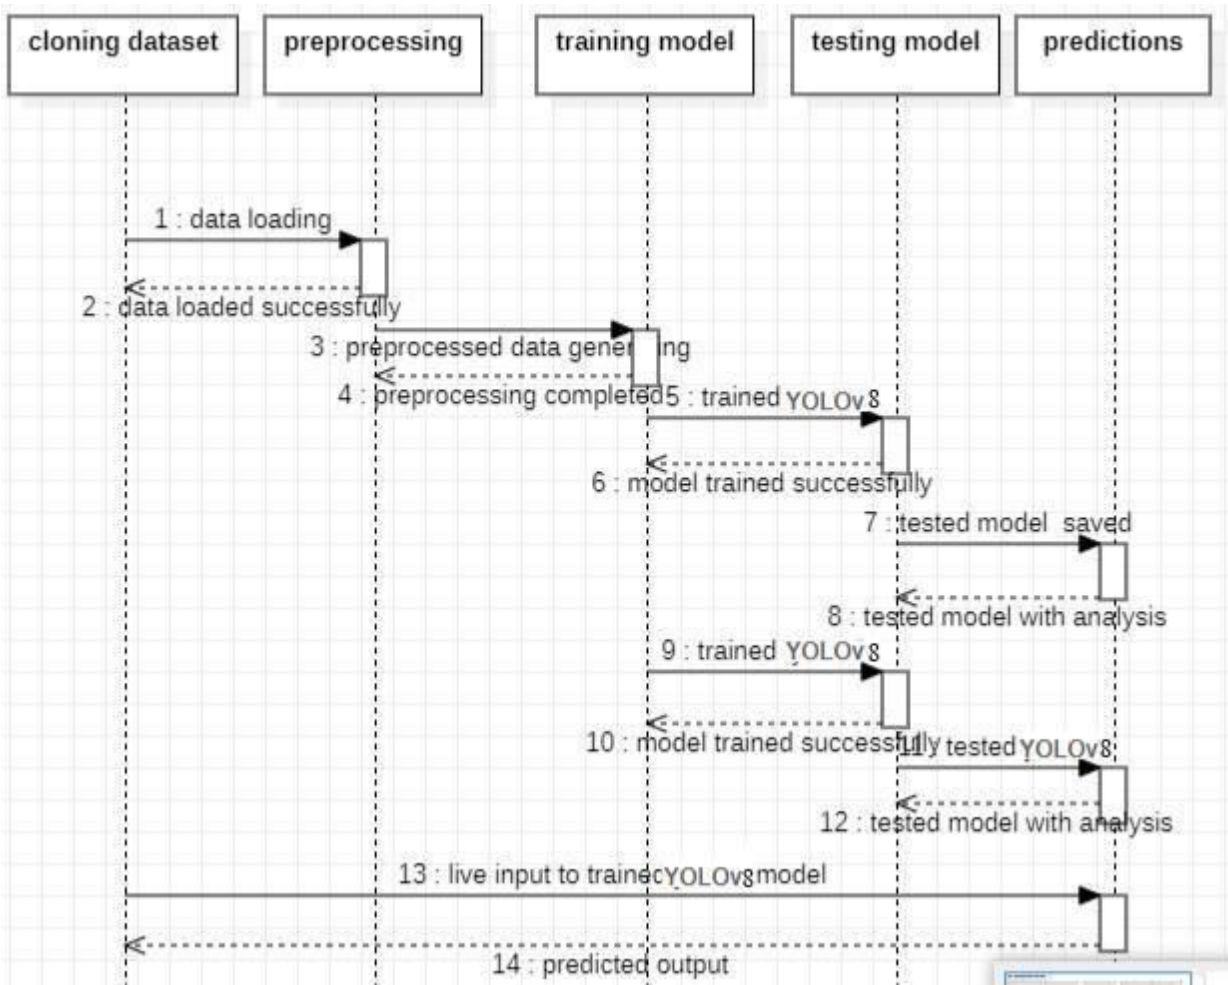 cloning dataset
preprocessing
training model
testing model
predictions
1 : data loading
2 : data loaded successfully
3 : preprocessed data generating
4 : preprocessing completed
5 : trained YOLOv8
6 : model trained successfully
7 : tested model saved
8 : tested model with analysis
9 : trained YOLOv8
10 : model trained successfully
11 : tested YOLOv8
12 : tested model with analysis
13 : live input to trained YOLOv8 model
14 : predicted output